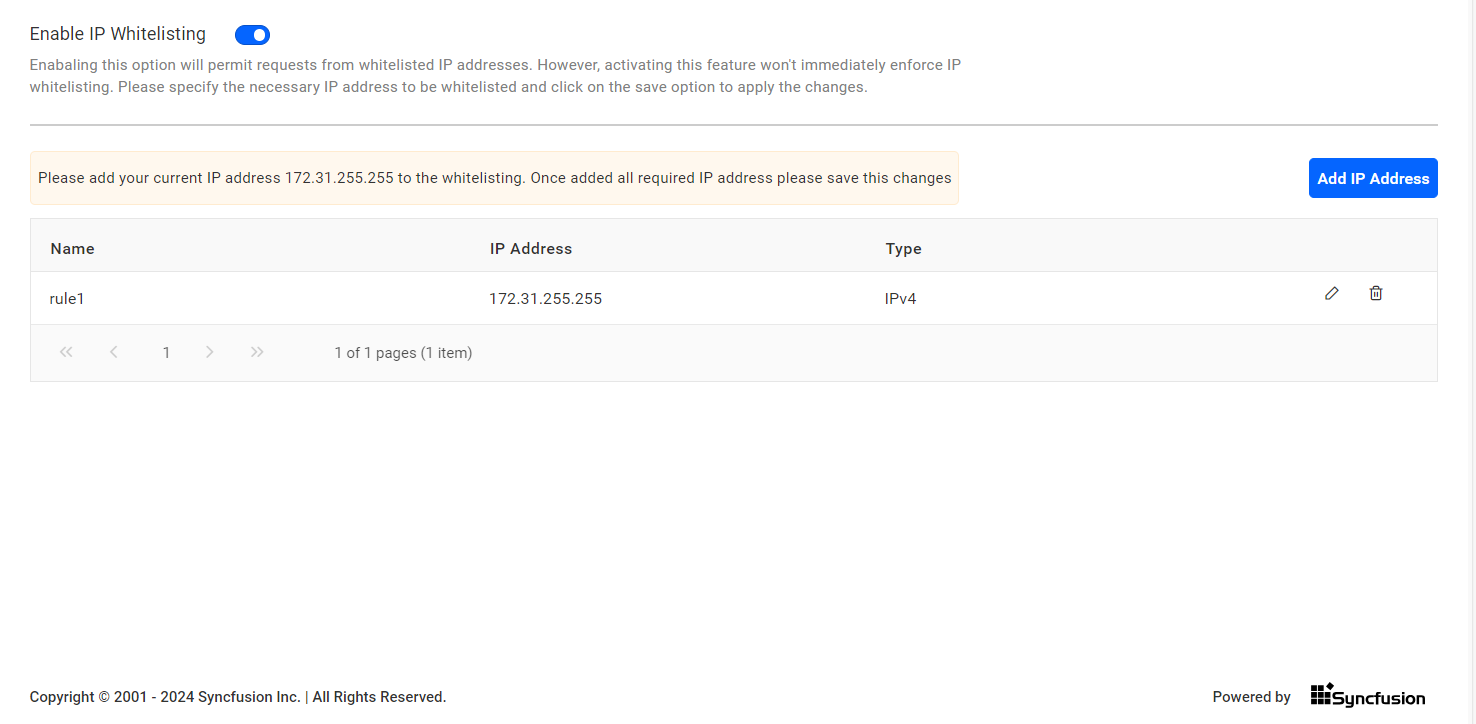 Enable IP Whitelisting
Enabaling this option will permit requests from whitelisted IP addresses. However, activating this feature won't immediately enforce IP
whitelisting. Please specify the necessary IP address to be whitelisted and click on the save option to apply the changes.
Please add your current IP address 172.31.255.255 to the whitelisting. Once added all required IP address please save this changes
Add IP Address
Name IP Address Type
rule1 172.31.255.255 IPv4
1 1 of 1 pages (1 item)
Copyright © 2001 - 2024 Syncfusion Inc. | All Rights Reserved. Powered by Syncfusion